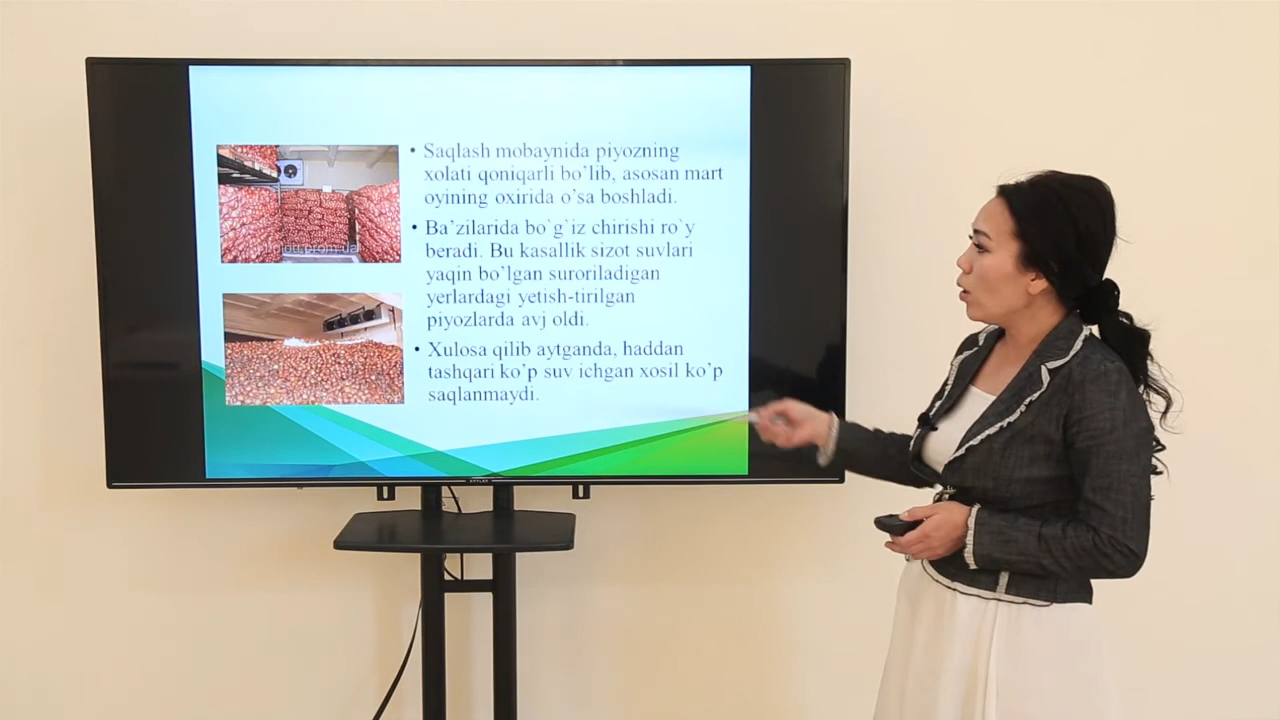 • Saqlash mobaynida piyozning
xolati qoniqarli bo’lib, asosan mart
oyining oxirida o’sa boshladi.
• Ba’zilarida bo`g`iz chirishi ro`y
beradi. Bu kasallik sizot suvlari
yaqin bo’lgan suroriladigan
yerlardagi yetish-tirilgan
piyozlarda avj oldi.
• Xulosa qilib aytganda, haddan
tashqari ko’p suv ichgan xosil ko’p
saqlanmaydi.